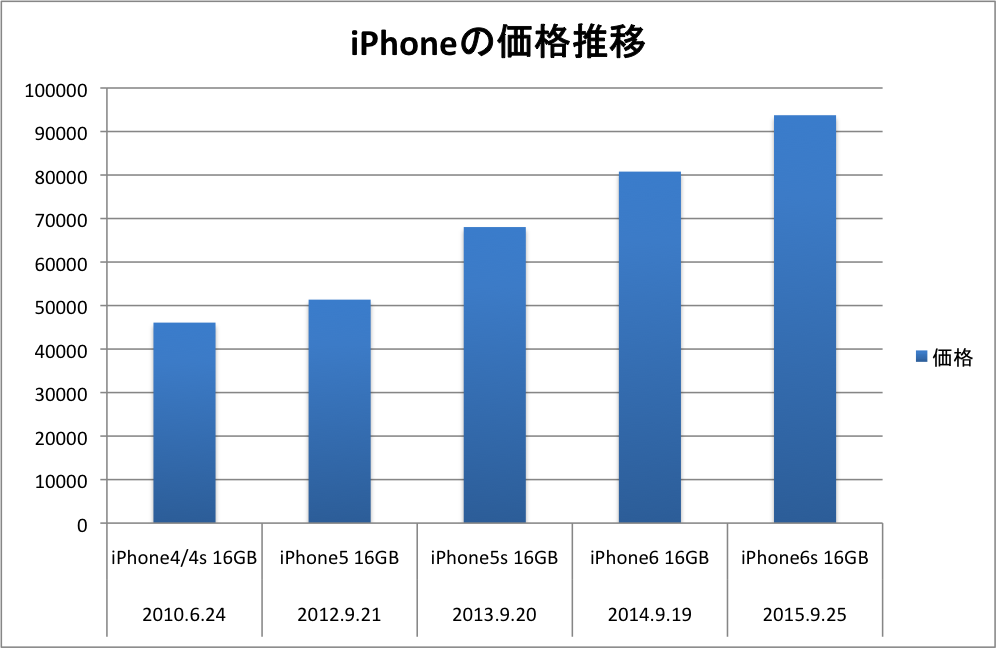 iPhoneの価格推移
100000
90000
80000
70000
60000
50000
40000
30000
20000
10000
0
価格
iPhone4/4s 16GB iPhone5 16GB iPhone5s 16GB iPhone6 16GB iPhone6s 16GB
2010.6.24 2012.9.21 2013.9.20 2014.9.19 2015.9.25